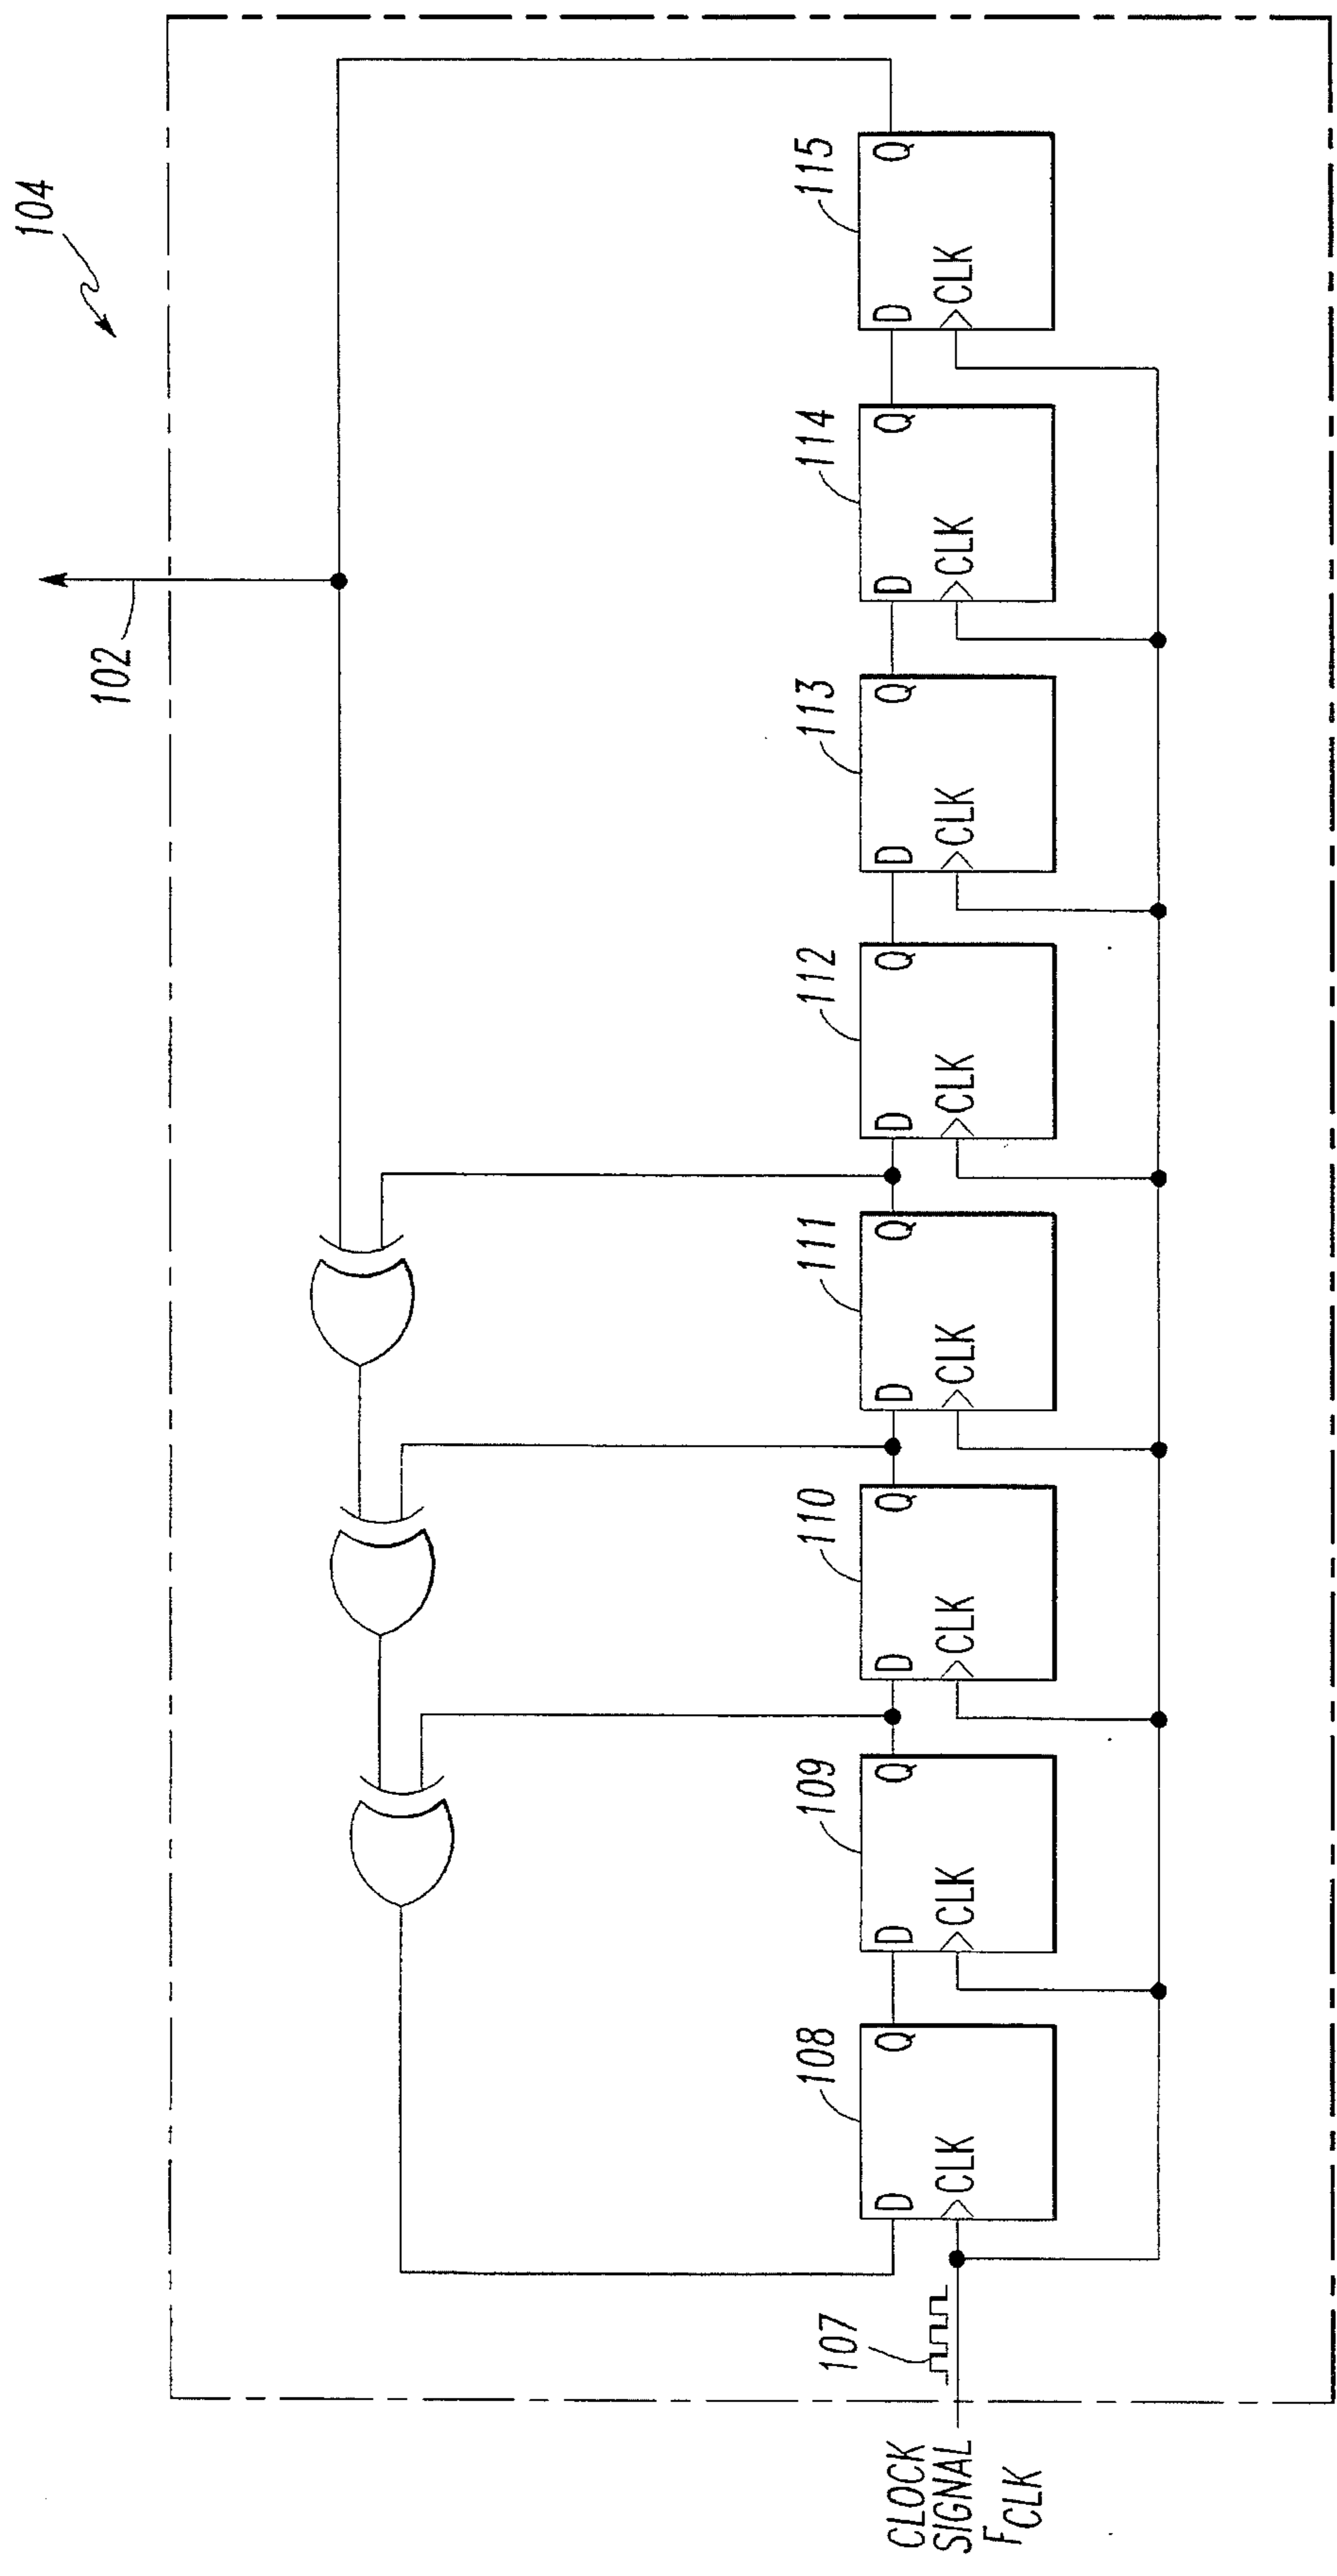 104
102
108
109
110
111
112
113
114
115
D
Q
CLK
D
Q
CLK
D
Q
CLK
D
Q
CLK
D
Q
CLK
D
Q
CLK
D
Q
CLK
D
Q
CLK
107
CLOCK
SIGNAL
FCLK